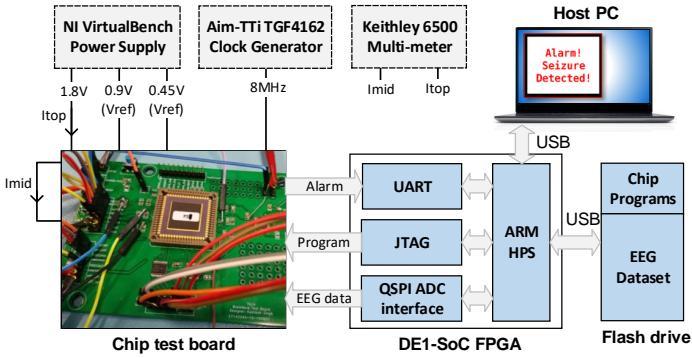 NI VirtualBench
Power Supply
Aim-TTi TGF4162
Clock Generator
Keithley 6500
Multi-meter
Host PC
Alarm!
Seizure
Detected!
1.8V
0.9V
(Vref)
0.45V
(Vref)
8MHz
Imid
Itop
Itop
Imid
USB
Alarm
UART
Program
JTAG
EEG data
QSPI ADC
interface
ARM
HPS
USB
Chip
Programs
EEG
Dataset
Chip test board
DE1-SoC FPGA
Flash drive